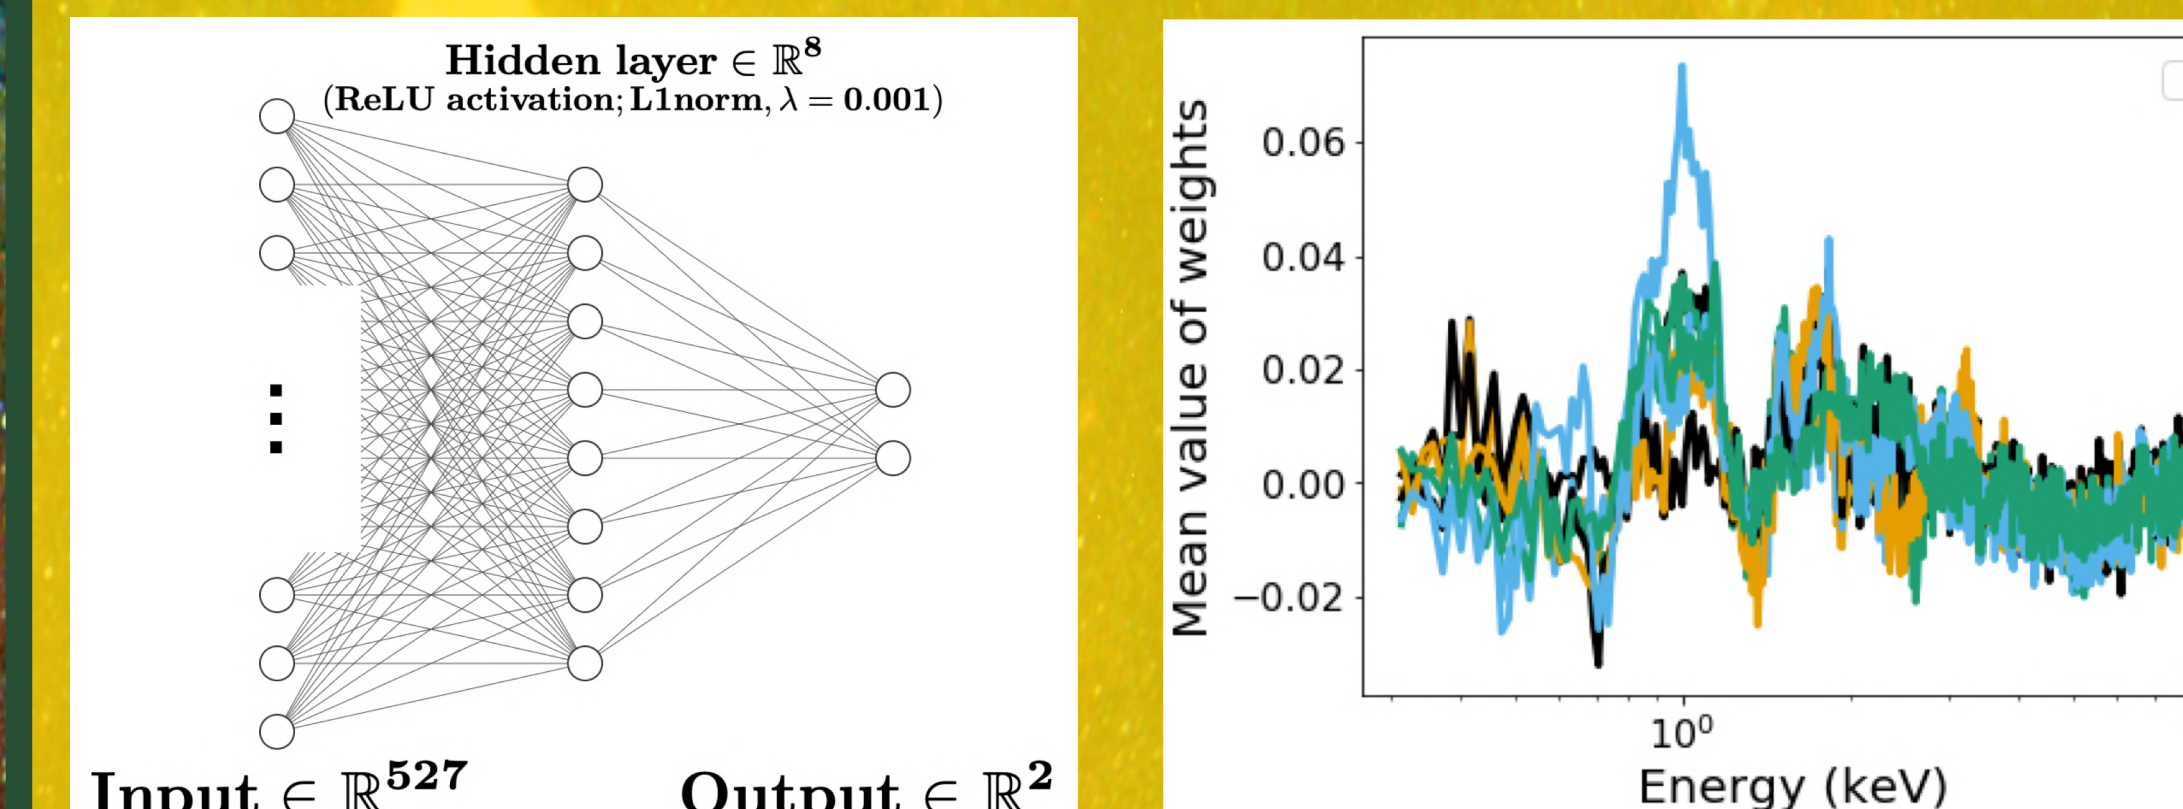 Hidden layer ∈ ℝ⁸
(ReLU activation; L1norm, λ = 0.001)
Input ∈ ℝ⁵²⁷
Output ∈ ℝ²
Mean value of weights
0.06
0.04
0.02
0.00
−0.02
10⁰
Energy (keV)